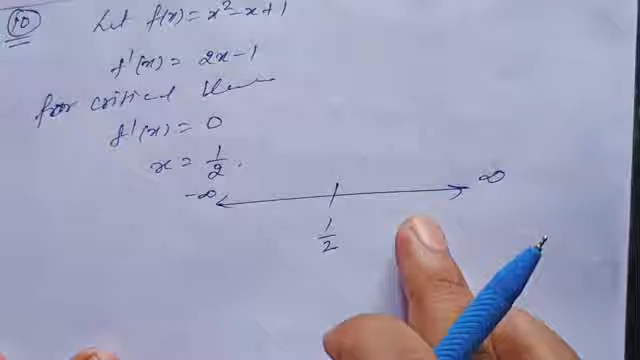 10
Let f(x) = x² - x + 1
f'(x) = 2x - 1
for critical
f'(x) = 0
x = 1/2.
-∞ ∞
1/2